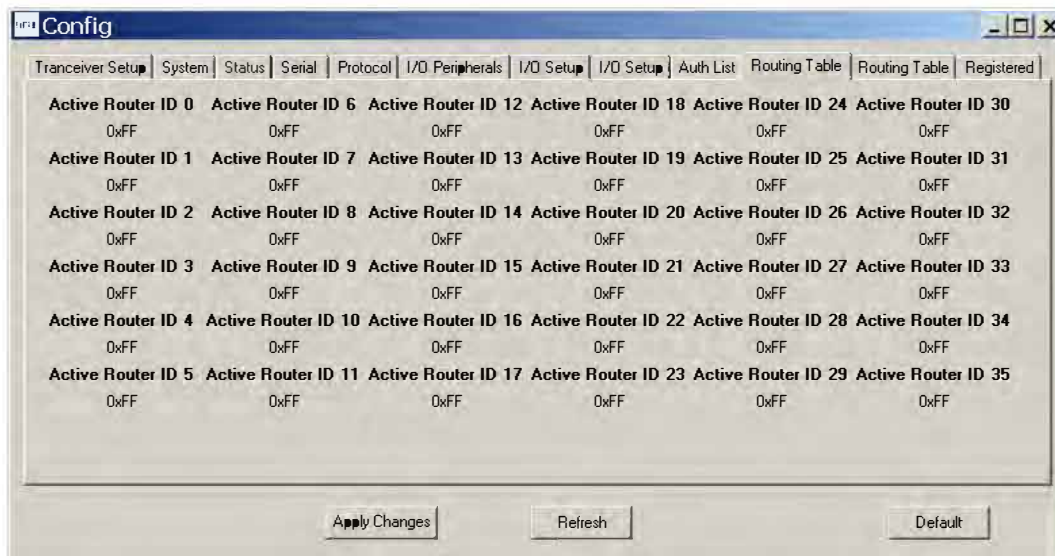 Config
Tranceiver Setup System Status Serial Protocol I/O Peripherals I/O Setup I/O Setup Auth List Routing Table Routing Table Registered
Active Router ID 0 Active Router ID 6 Active Router ID 12 Active Router ID 18 Active Router ID 24 Active Router ID 30
0xFF 0xFF 0xFF 0xFF 0xFF 0xFF
Active Router ID 1 Active Router ID 7 Active Router ID 13 Active Router ID 19 Active Router ID 25 Active Router ID 31
0xFF 0xFF 0xFF 0xFF 0xFF 0xFF
Active Router ID 2 Active Router ID 8 Active Router ID 14 Active Router ID 20 Active Router ID 26 Active Router ID 32
0xFF 0xFF 0xFF 0xFF 0xFF 0xFF
Active Router ID 3 Active Router ID 9 Active Router ID 15 Active Router ID 21 Active Router ID 27 Active Router ID 33
0xFF 0xFF 0xFF 0xFF 0xFF 0xFF
Active Router ID 4 Active Router ID 10 Active Router ID 16 Active Router ID 22 Active Router ID 28 Active Router ID 34
0xFF 0xFF 0xFF 0xFF 0xFF 0xFF
Active Router ID 5 Active Router ID 11 Active Router ID 17 Active Router ID 23 Active Router ID 29 Active Router ID 35
0xFF 0xFF 0xFF 0xFF 0xFF 0xFF
Apply Changes Refresh Default